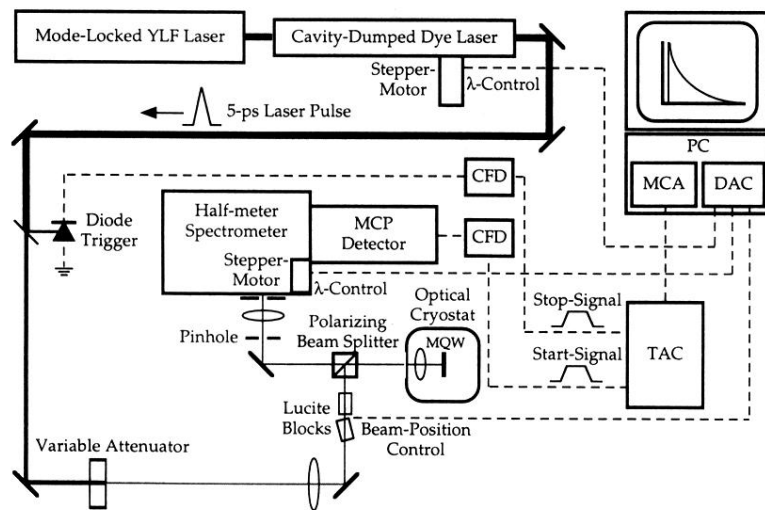 Mode-Locked YLF Laser
Cavity-Dumped Dye Laser
Stepper-
Motor
λ-Control
5-ps Laser Pulse
PC
MCA
DAC
CFD
Half-meter
Spectrometer
MCP
Detector
CFD
Diode
Trigger
Stepper-
Motor
λ-Control
Optical
Cryostat
Stop-Signal
Pinhole
Polarizing
Beam Splitter
MQW
Start-Signal
TAC
Lucite
Blocks
Beam-Position
Control
Variable Attenuator